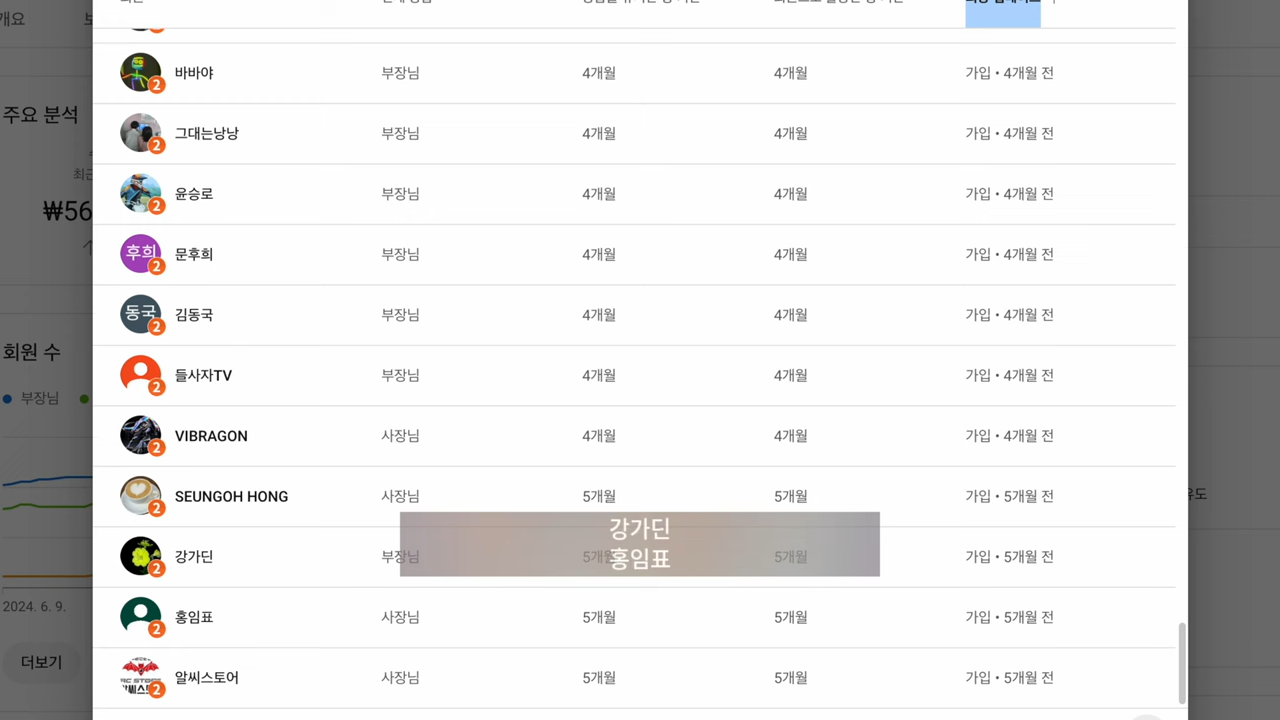 개요
주요 분석
₩56
회원 수
부장님
2024. 6. 9.
더보기
바바야 부장님 4개월 4개월 가입 • 4개월 전
그대는낭낭 부장님 4개월 4개월 가입 • 4개월 전
윤승로 부장님 4개월 4개월 가입 • 4개월 전
후희 문후희 부장님 4개월 4개월 가입 • 4개월 전
동국 김동국 부장님 4개월 4개월 가입 • 4개월 전
들사자TV 부장님 4개월 4개월 가입 • 4개월 전
VIBRAGON 사장님 4개월 4개월 가입 • 4개월 전
SEUNGOH HONG 사장님 5개월 5개월 가입 • 5개월 전
강가딘
강가딘 부장님 5개월 5개월 가입 • 5개월 전
홍임표
홍임표 사장님 5개월 5개월 가입 • 5개월 전
알씨스토어 사장님 5개월 5개월 가입 • 5개월 전